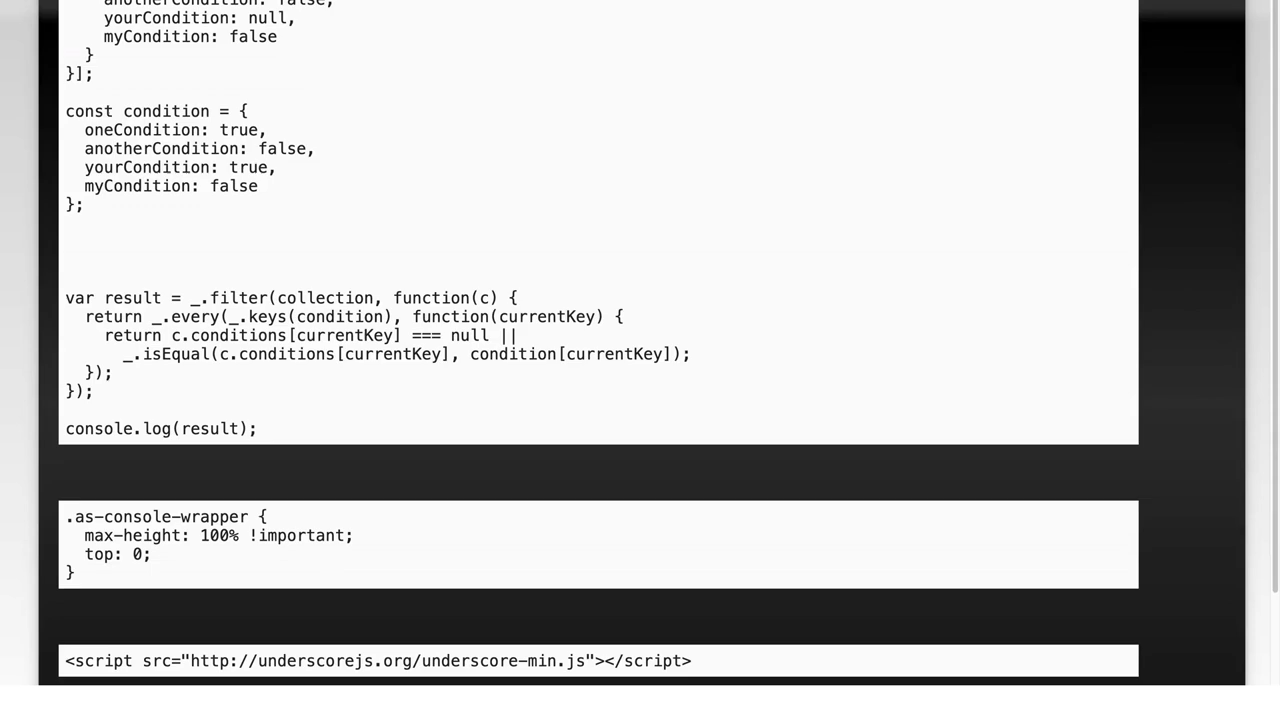 anotherCondition: false,
yourCondition: null,
myCondition: false
}
}];
const condition = {
oneCondition: true,
anotherCondition: false,
yourCondition: true,
myCondition: false
};
var result = _.filter(collection, function(c) {
return _.every(_.keys(condition), function(currentKey) {
return c.conditions[currentKey] === null ||
_.isEqual(c.conditions[currentKey], condition[currentKey]);
});
});
console.log(result);
.as-console-wrapper {
max-height: 100% !important;
top: 0;
}
<script src="http://underscorejs.org/underscore-min.js"></script>